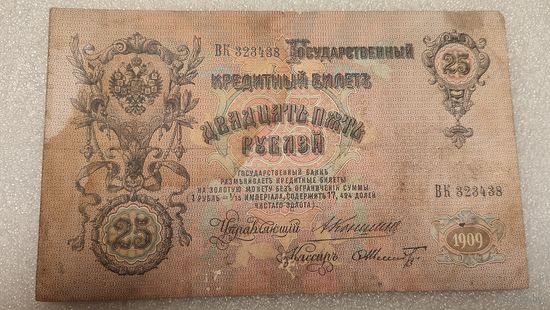 ВК 323438
Государственный
25
Кредитный Билетъ
Двадцать пять
Рублей
25
Государственный Банкъ
размѣниваетъ кредитные билеты
на золотую монету безъ ограниченія суммы
(1 рубль = 1/15 имперіала, содержитъ 17,424 долей
чистаго золота).
ВК 323438
Управляющій
25
Кассиръ
1909